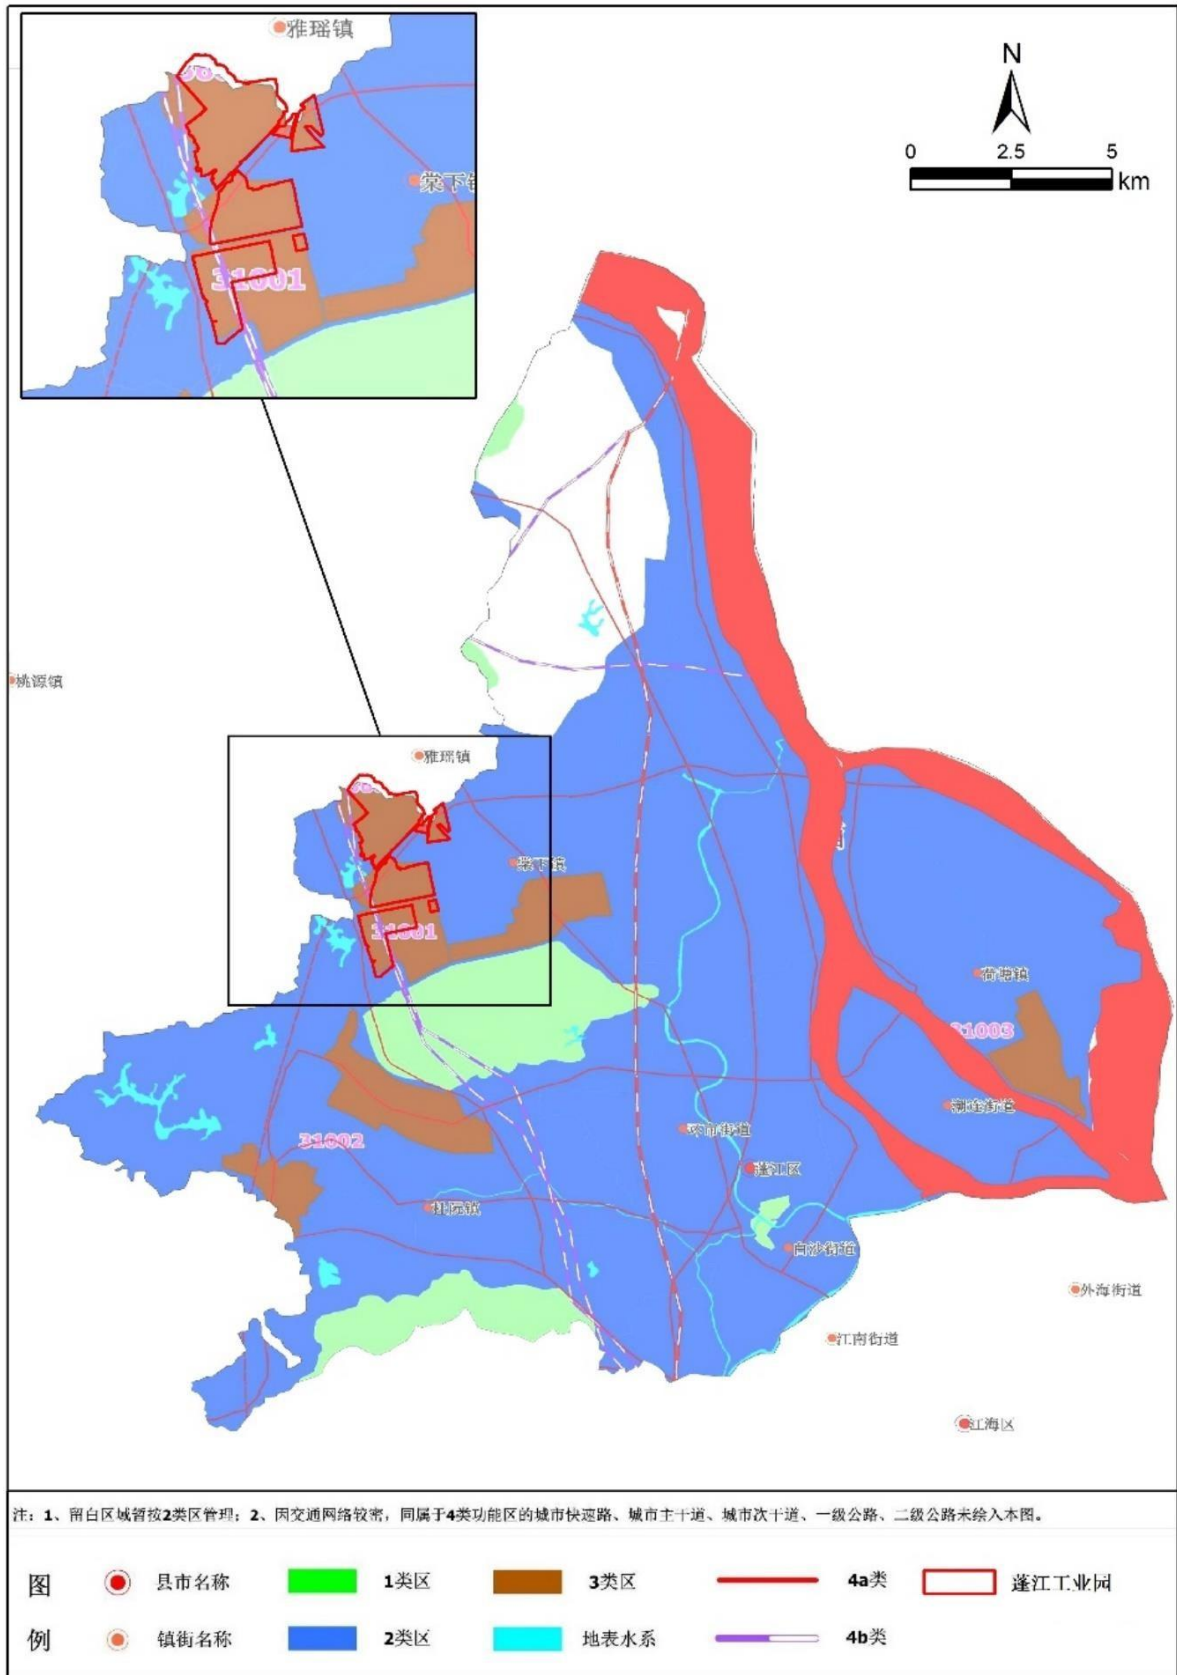 雅瑶镇
棠下
31001
N
0 2.5 5
km
桃源镇
雅瑶镇
棠下镇
31001
荷塘镇
31003
潮连街道
31002
环市街道
蓬江区
杜阮镇
白沙街道
外海街道
江南街道
江海区
注：1、留白区域暂按2类区管理；2、因交通网络较密，同属于4类功能区的城市快速路、城市主干道、城市次干道、一级公路、二级公路未绘入本图。
图 县市名称 1类区 3类区 4a类 蓬江工业园
例 镇街名称 2类区 地表水系 4b类